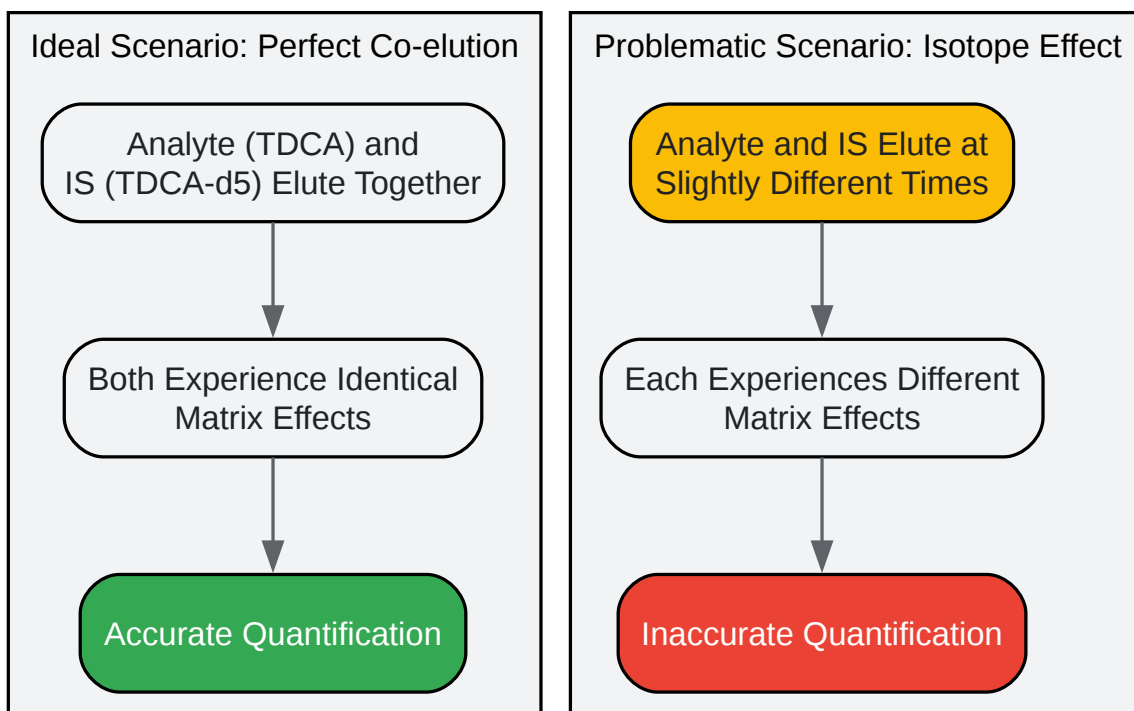 Ideal Scenario: Perfect Co-elution
Analyte (TDCA) and
IS (TDCA-d5) Elute Together
Both Experience Identical
Matrix Effects
Accurate Quantification
Problematic Scenario: Isotope Effect
Analyte and IS Elute at
Slightly Different Times
Each Experiences Different
Matrix Effects
Inaccurate Quantification